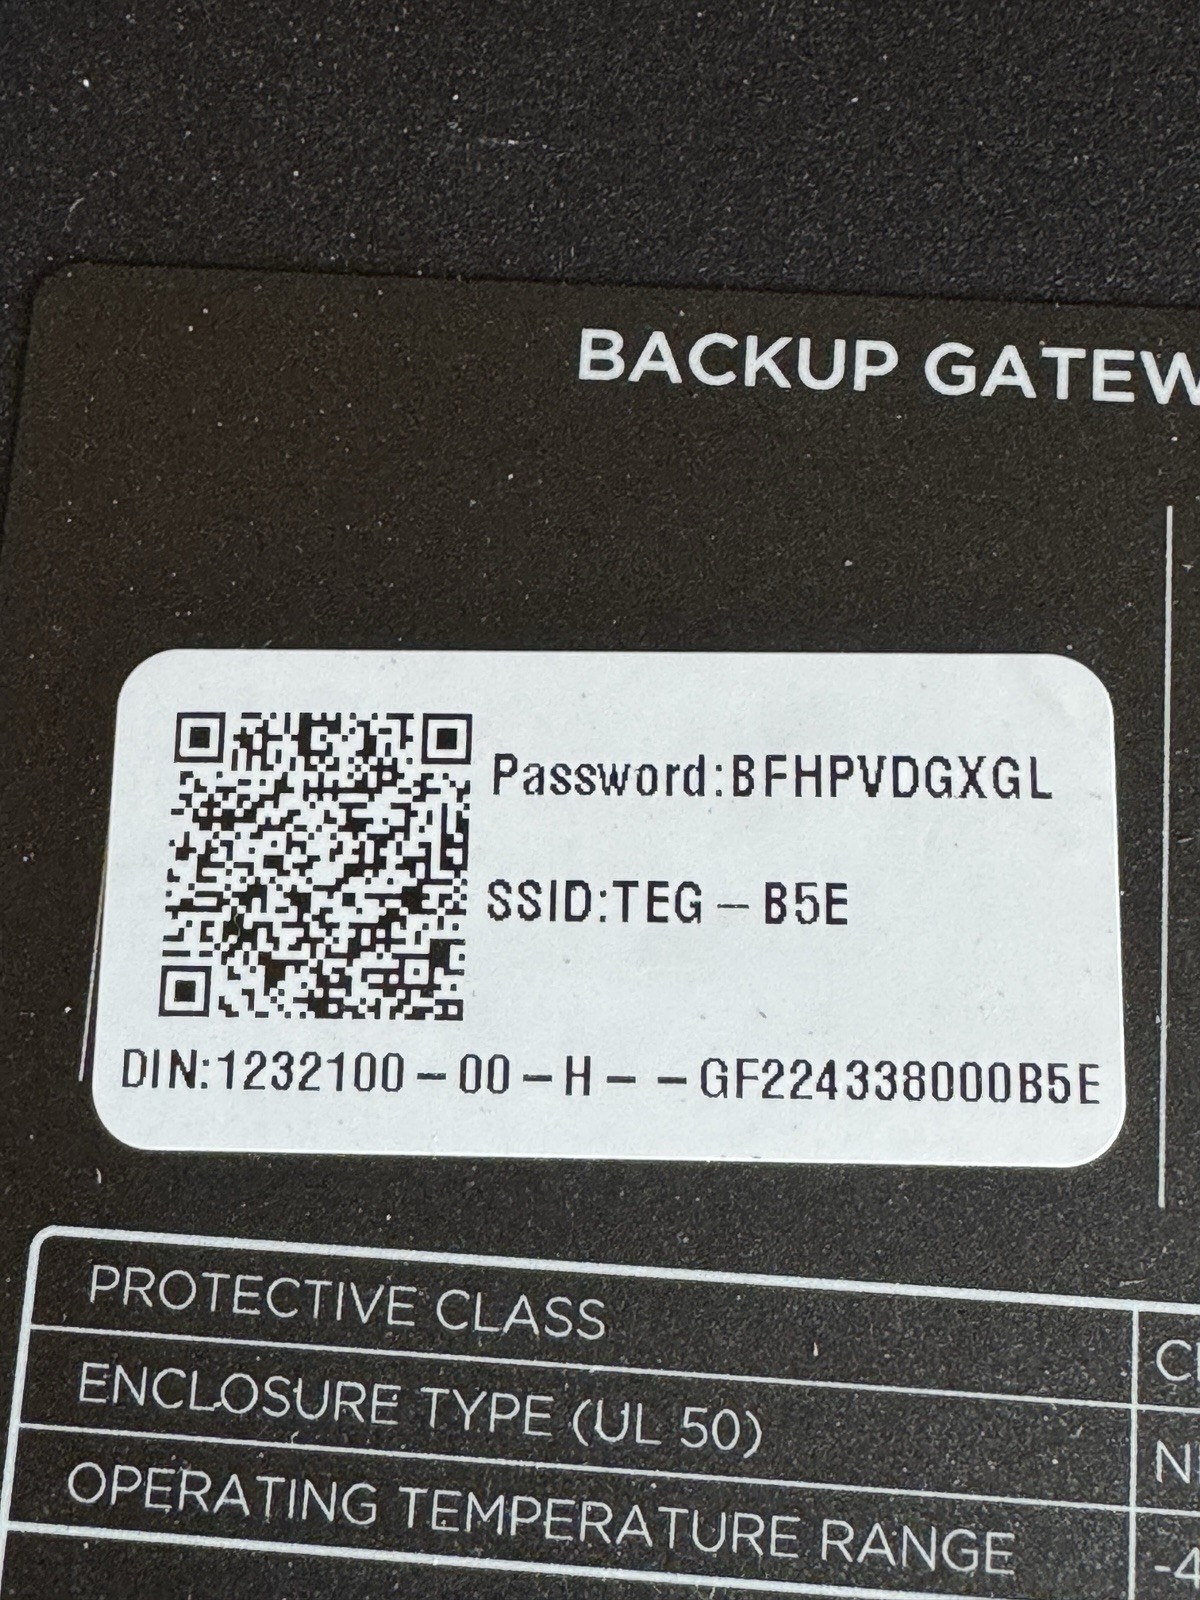 BACKUP GATEW
Password:BFHPVDGXGL
SSID:TEG-B5E
DIN:1232100-00-H--GF224338000B5E
PROTECTIVE CLASS
ENCLOSURE TYPE (UL 50)
OPERATING TEMPERATURE RANGE
-4